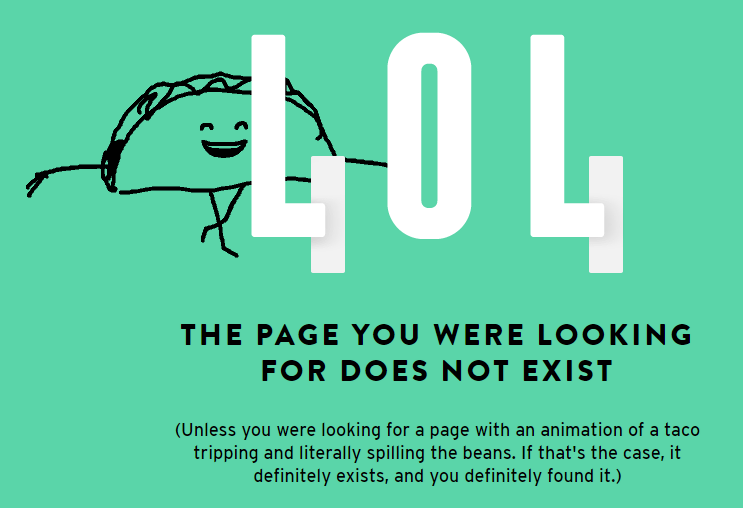 LOL
THE PAGE YOU WERE LOOKING
FOR DOES NOT EXIST
(Unless you were looking for a page with an animation of a taco
tripping and literally spilling the beans. If that's the case, it
definitely exists, and you definitely found it.)